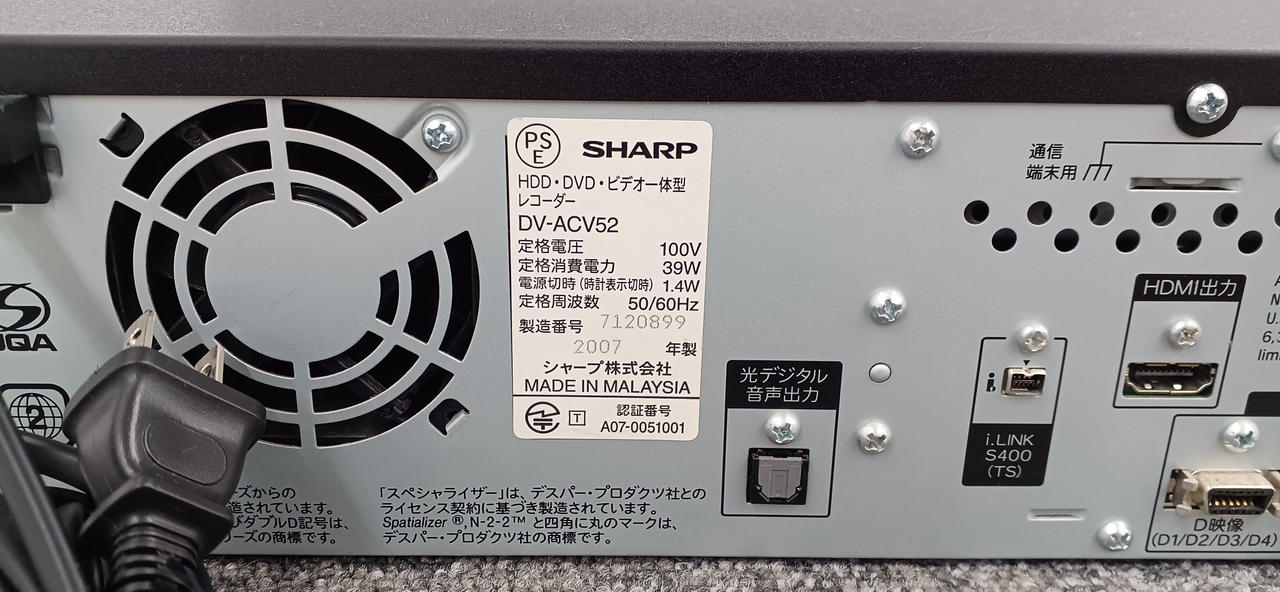 PS
E
SHARP
HDD・DVD・ビデオ一体型
レコーダー
DV-ACV52
定格電圧 100V
定格消費電力 39W
電源切時(時計表示切時) 1.4W
定格周波数 50/60Hz
製造番号 7120899
2007 年製
シャープ株式会社
MADE IN MALAYSIA
T
認証番号
A07-0051001
JQA
2
ーズからの
造されています。
びダブルD記号は、
リーズの商標です。
「スペシャライザー」は、デスパー・プロダクツ社との
ライセンス契約に基づき製造されています。
Spatializer ®,N-2-2™ と四角に丸のマークは、
デスパー・プロダクツ社の商標です。
光デジタル
音声出力
通信
端末用
i.LINK
S400
(TS)
HDMI出力
D映像
(D1/D2/D3/D4)
U.
6,
lim